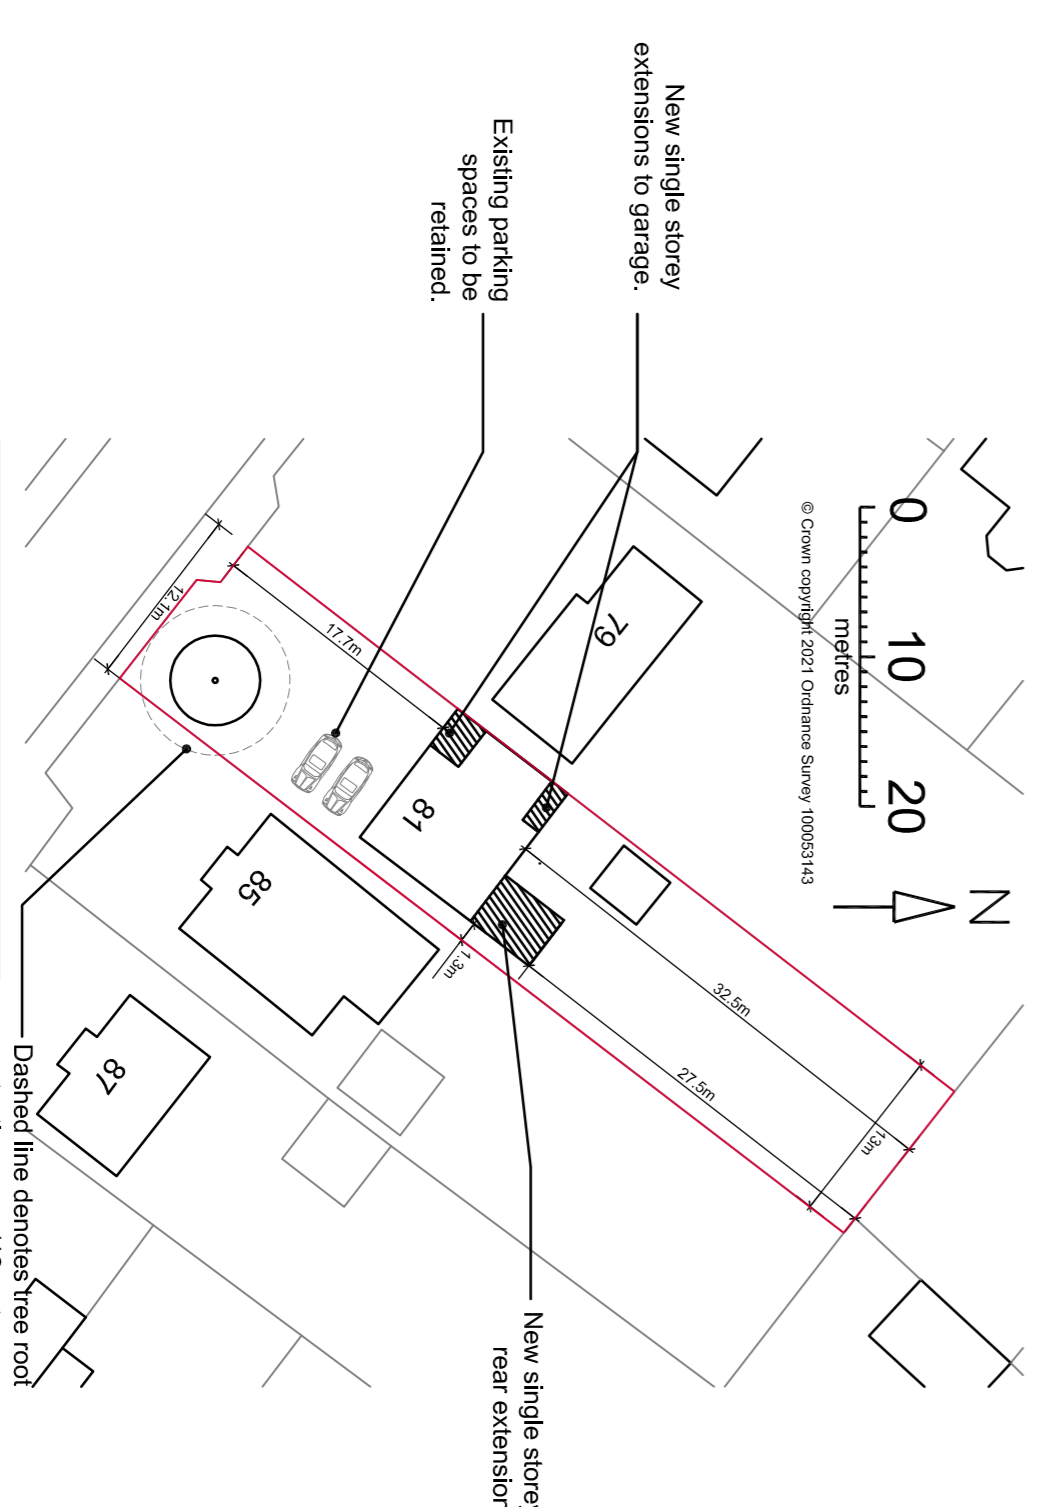 New single storey
extensions to garage.
Existing parking
spaces to be
retained.
0 10 20
metres
© Crown copyright 2021 Ordnance Survey 100053143
N
79
81
85
87
12.1m
17.7m
1.3m
32.5m
27.5m
13m
New single storey
rear extension
Dashed line denotes tree root